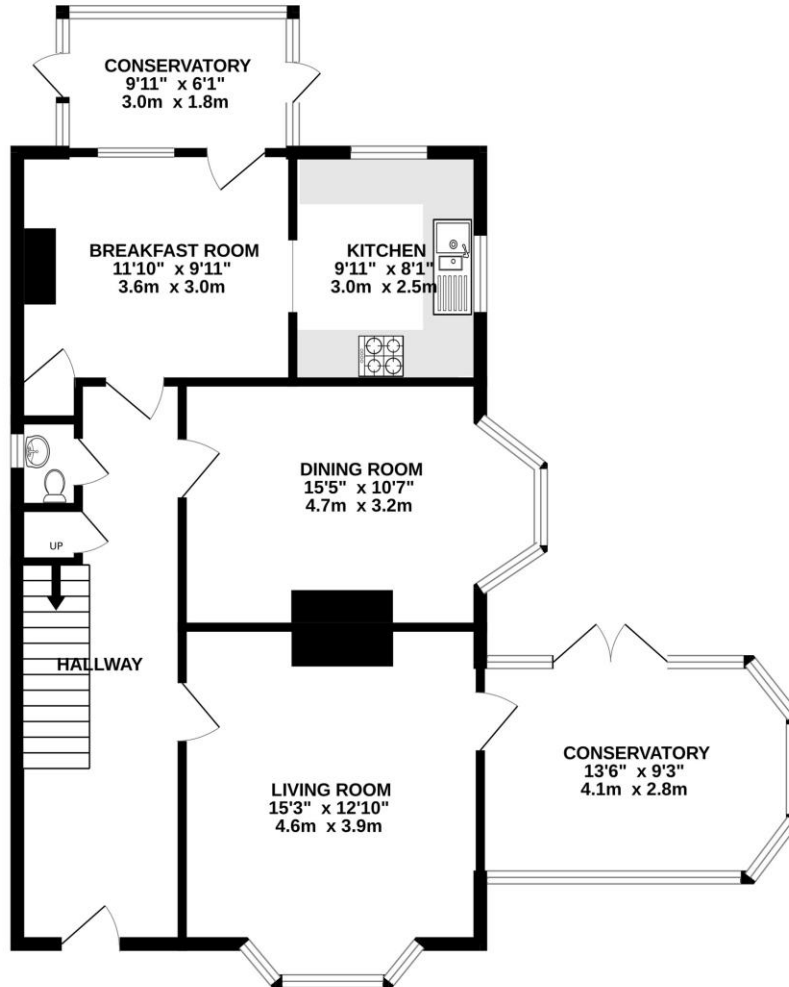 CONSERVATORY
9'11" x 6'1"
3.0m x 1.8m
BREAKFAST ROOM
11'10" x 9'11"
3.6m x 3.0m
KITCHEN
9'11" x 8'1"
3.0m x 2.5m
DINING ROOM
15'5" x 10'7"
4.7m x 3.2m
UP
HALLWAY
LIVING ROOM
15'3" x 12'10"
4.6m x 3.9m
CONSERVATORY
13'6" x 9'3"
4.1m x 2.8m